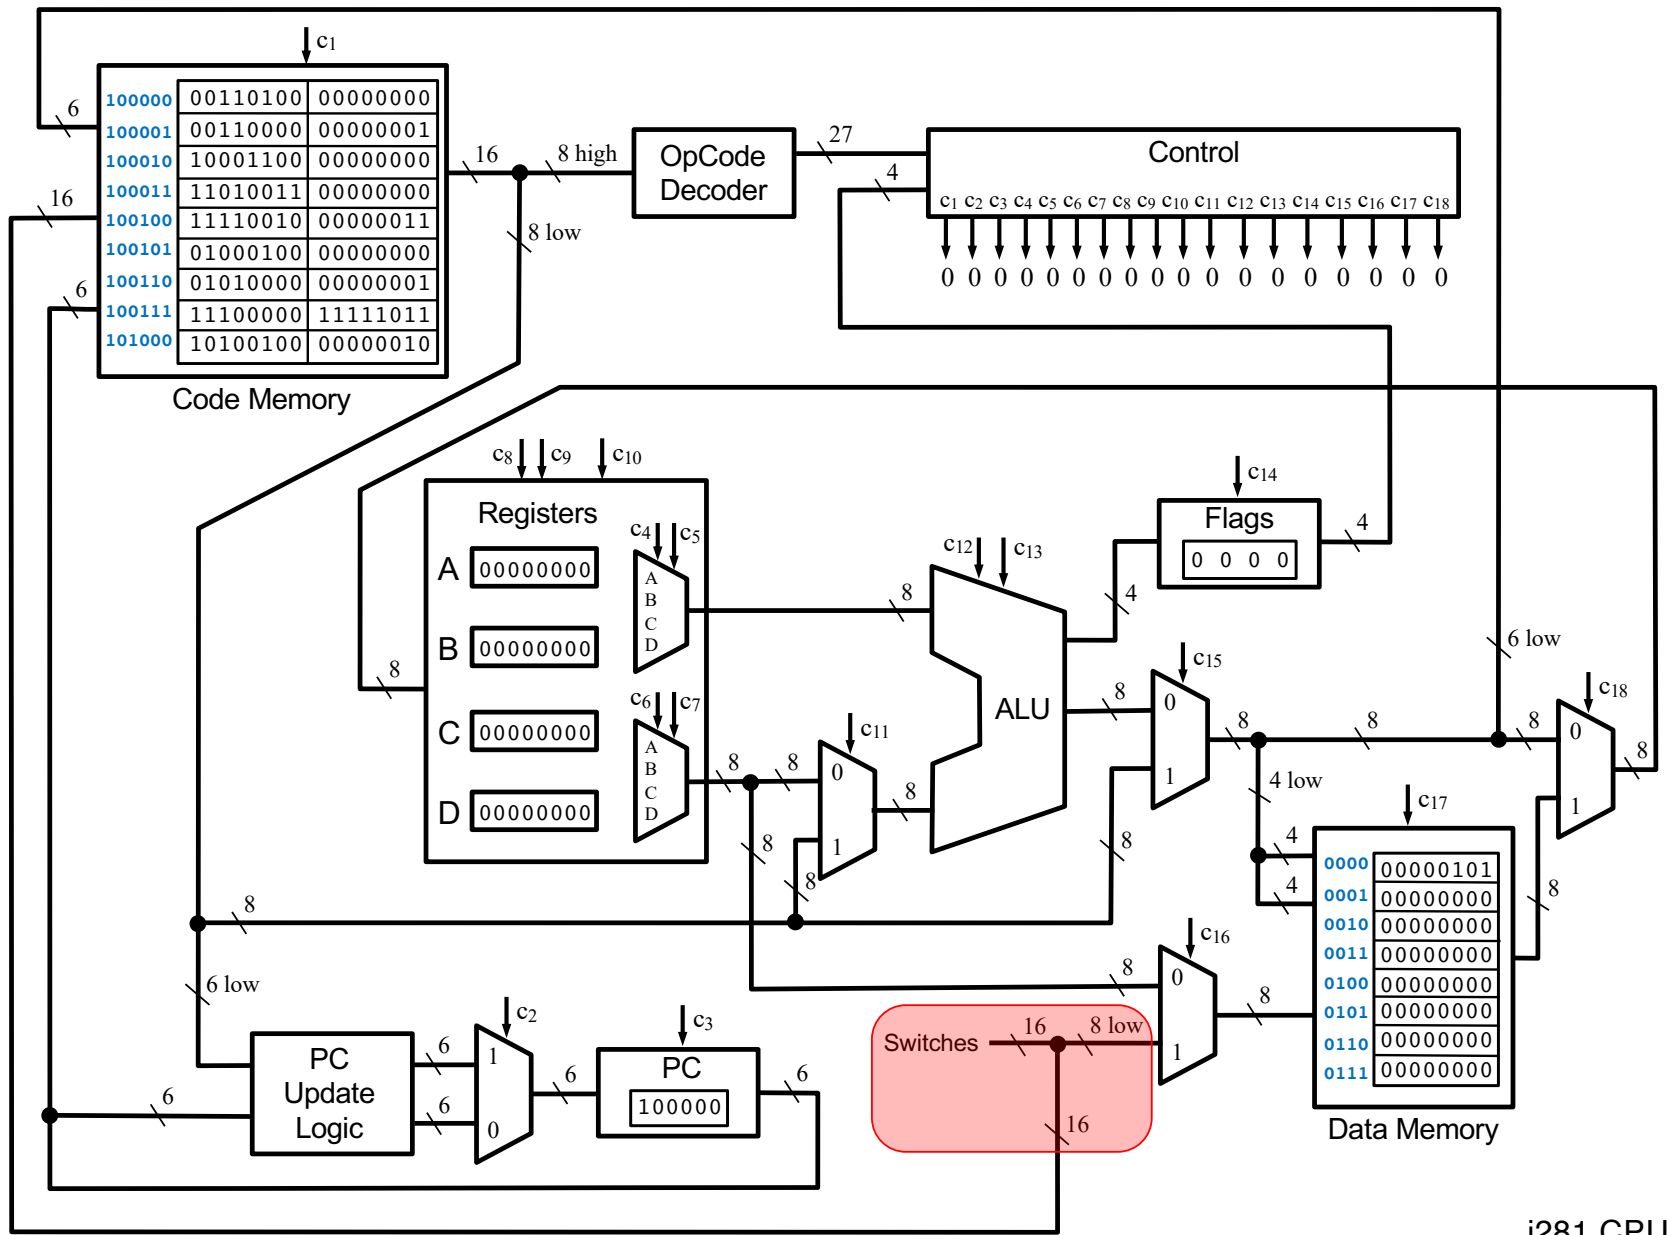 c1
100000 00110100 00000000
100001 00110000 00000001
100010 10001100 00000000
100011 11010011 00000000
100100 11110010 00000011
100101 01000100 00000000
100110 01010000 00000001
100111 11100000 11111011
101000 10100100 00000010
Code Memory
6
16
6
16
8 high
8 low
OpCode
Decoder
27
4
Control
c1 c2 c3 c4 c5 c6 c7 c8 c9 c10 c11 c12 c13 c14 c15 c16 c17 c18
0 0 0 0 0 0 0 0 0 0 0 0 0 0 0 0 0 0
c8 c9 c10
Registers
A 00000000
B 00000000
C 00000000
D 00000000
c4 c5
A
B
C
D
c6 c7
A
B
C
D
8
8
8
8
8
c11
0
1
8
8
c12 c13
ALU
4
8
c14
Flags
0 0 0 0
4
c15
0
1
8
8
8
6 low
8
c18
0
1
8
4 low
4
4
c17
0000 00000101
0001 00000000
0010 00000000
0011 00000000
0100 00000000
0101 00000000
0110 00000000
0111 00000000
Data Memory
8
8
6 low
PC
Update
Logic
6
6
6
c2
1
0
6
c3
PC
100000
6
8
c16
0
1
8
Switches
16
8 low
16
i281 CPU